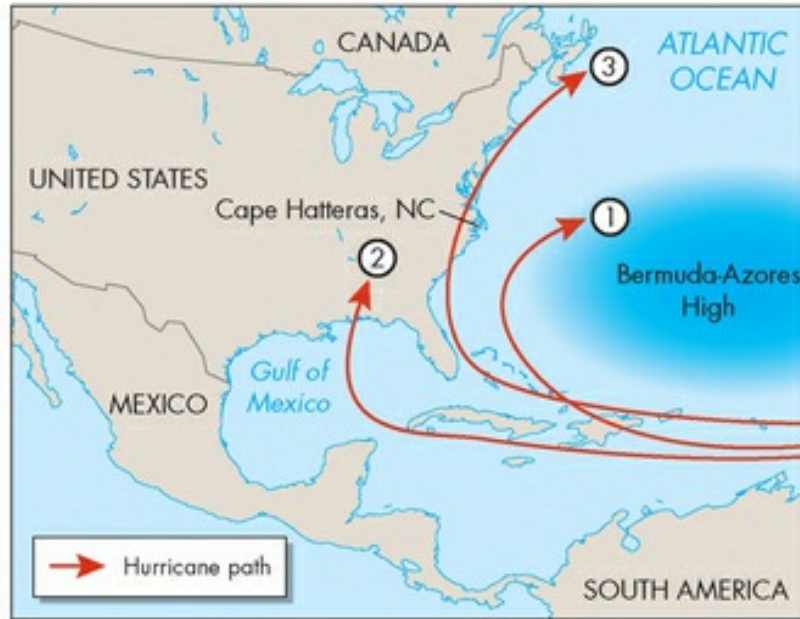 CANADA
ATLANTIC
OCEAN
3
UNITED STATES
Cape Hatteras, NC
1
2
Bermuda-Azores
High
Gulf of
Mexico
MEXICO
Hurricane path
SOUTH AMERICA